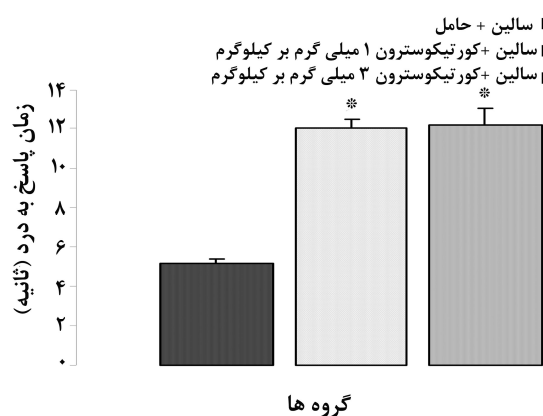 سالین + حامل
سالین +کورتیکوسترون ۱ میلی گرم بر کیلوگرم
سالین +کورتیکوسترون ۳ میلی گرم بر کیلوگرم
زمان پاسخ به درد (ثانیه)
۱۴
۱۲
۱۰
۸
۶
۴
۲
۰
* *
گروه ها